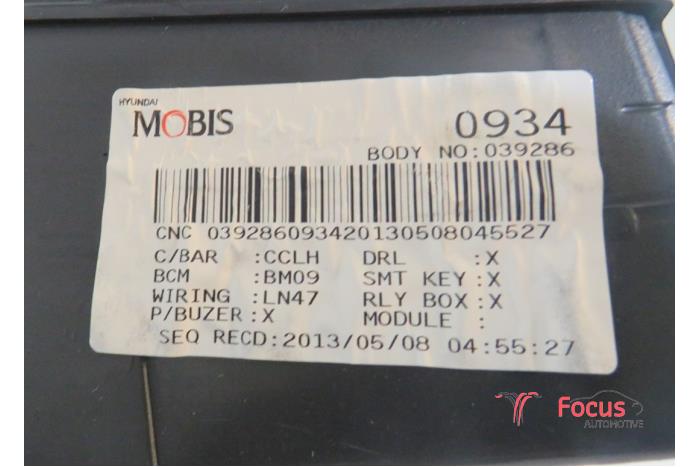 HYUNDAI
MOBIS
0934
BODY NO:039286
CNC 039286093420130508045527
C/BAR :CCLH DRL :X
BCM :BM09 SMT KEY:X
WIRING :LN47 RLY BOX:X
P/BUZER:X MODULE :
SEQ RECD:2013/05/08 04:55:27
Focus
AUTOMOTIVE